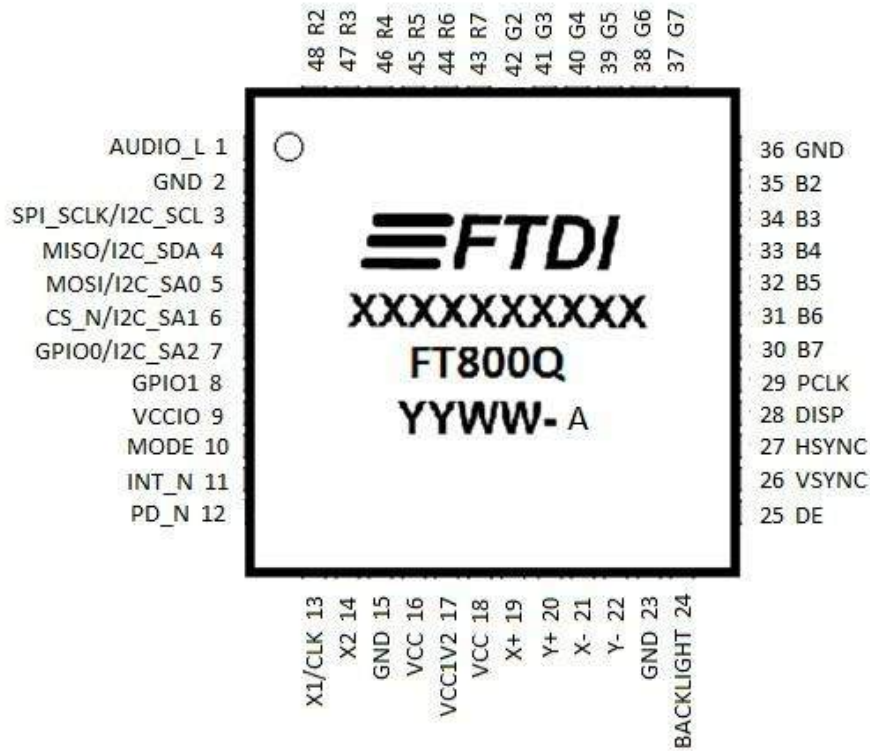 48 R2
47 R3
46 R4
45 R5
44 R6
43 R7
42 G2
41 G3
40 G4
39 G5
38 G6
37 G7
AUDIO_L 1
GND 2
SPI_SCLK/I2C_SCL 3
MISO/I2C_SDA 4
MOSI/I2C_SA0 5
CS_N/I2C_SA1 6
GPIO0/I2C_SA2 7
GPIO1 8
VCCIO 9
MODE 10
INT_N 11
PD_N 12
FTDI
XXXXXXXXXX
FT800Q
YYWW- A
36 GND
35 B2
34 B3
33 B4
32 B5
31 B6
30 B7
29 PCLK
28 DISP
27 HSYNC
26 VSYNC
25 DE
X1/CLK 13
X2 14
GND 15
VCC 16
VCC1V2 17
VCC 18
X+ 19
Y+ 20
X- 21
Y- 22
GND 23
BACKLIGHT 24